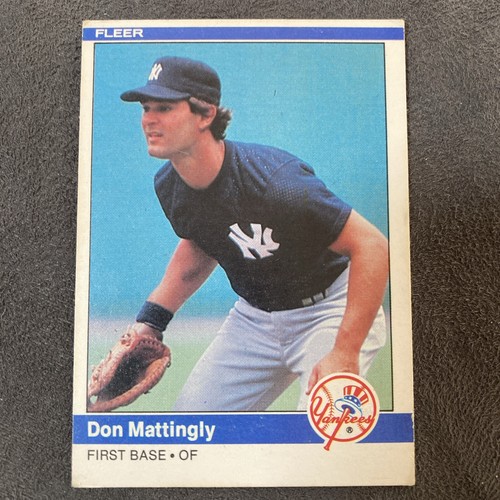 FLEER
NY
NY
Don Mattingly
Yankees
®
FIRST BASE • OF